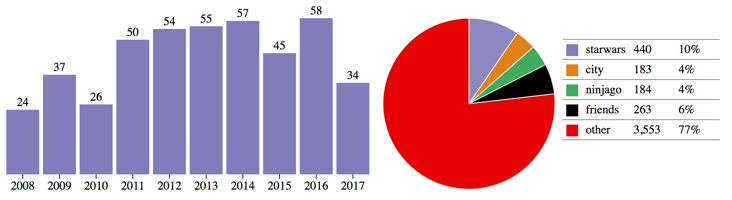 24 37 26 50 54 55 57 45 58 34
2008 2009 2010 2011 2012 2013 2014 2015 2016 2017
starwars 440 10%
city 183 4%
ninjago 184 4%
friends 263 6%
other 3,553 77%